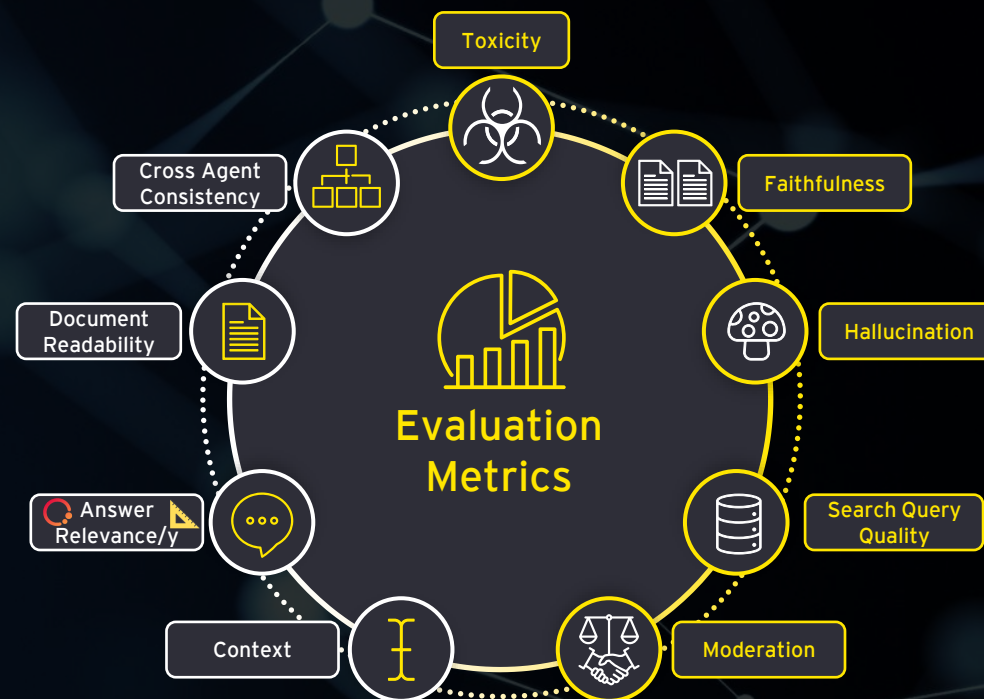 Toxicity
Cross Agent
Consistency
Faithfulness
Document
Readability
Hallucination
Evaluation
Metrics
Answer
Relevance/y
Search Query
Quality
Context
Moderation